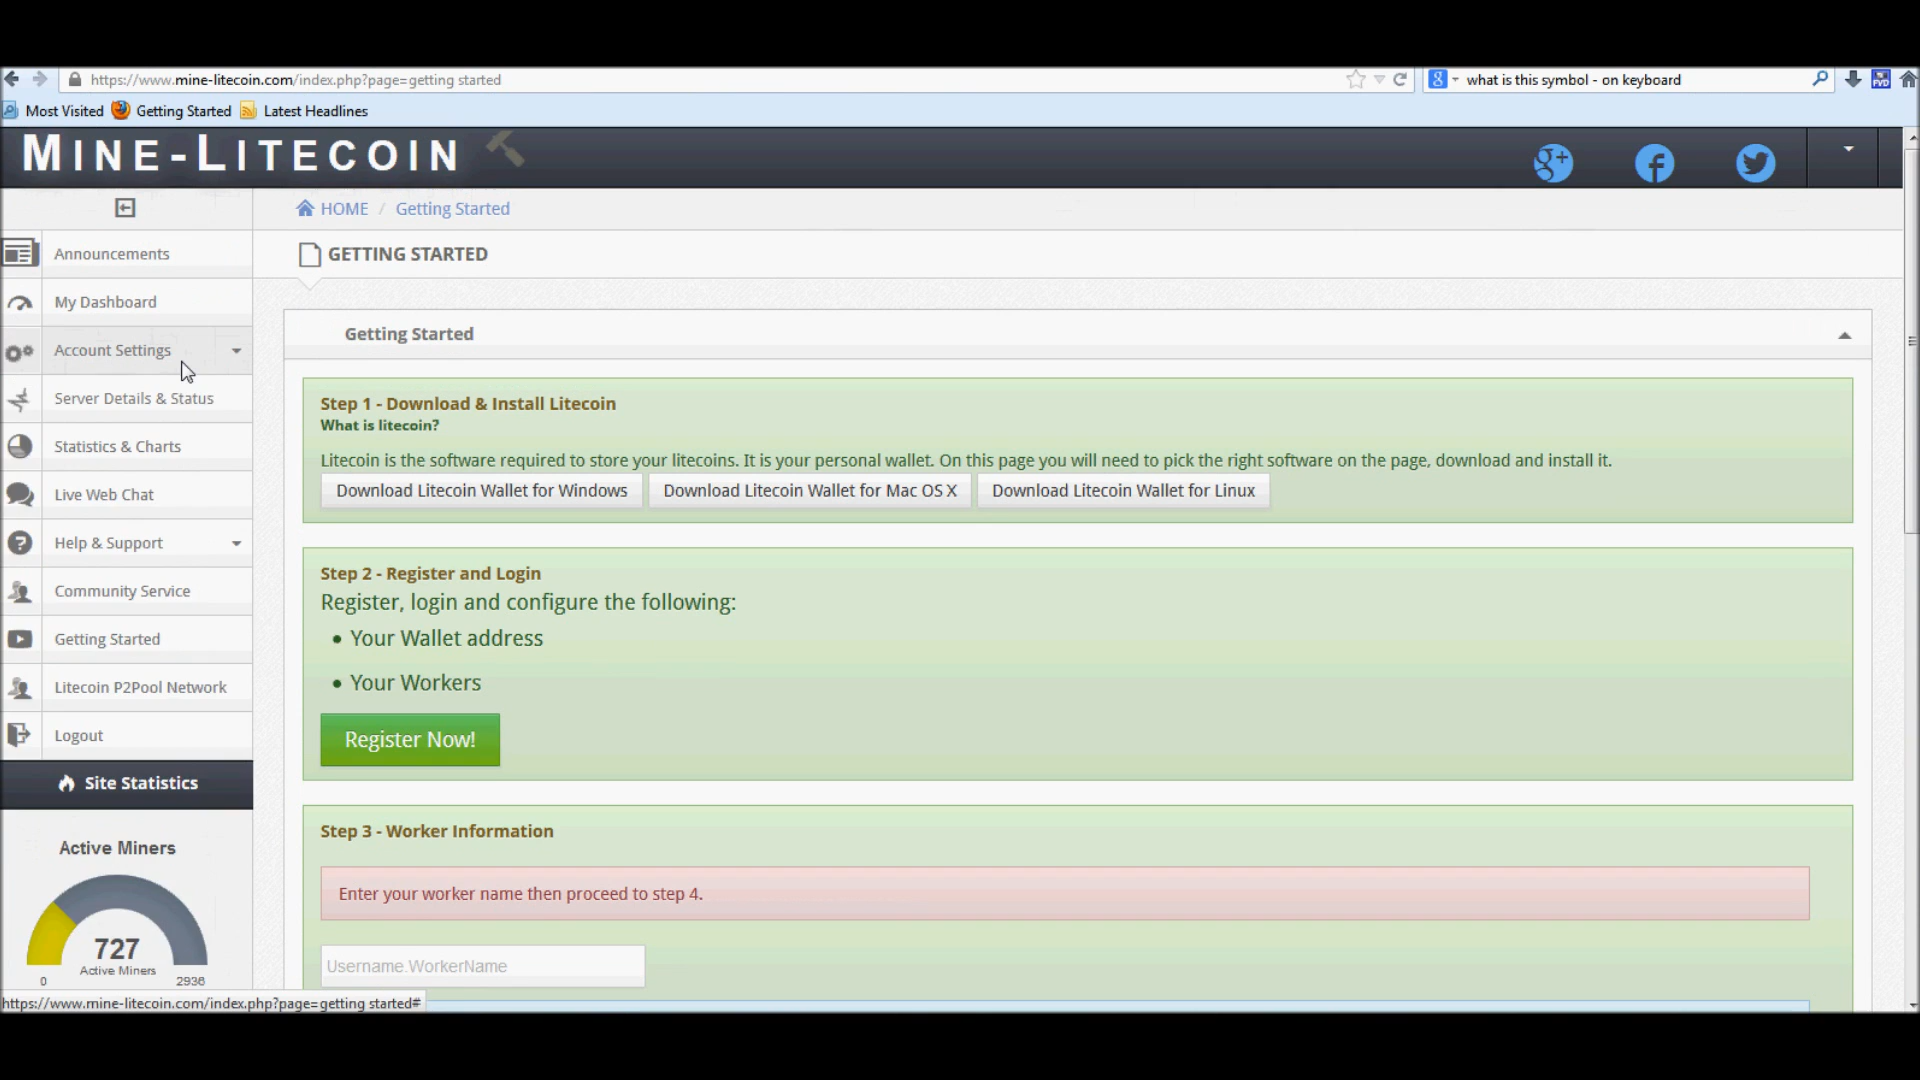 https://www.mine-litecoin.com/index.php?page=getting started
what is this symbol - on keyboard
Most Visited Getting Started Latest Headlines
MINE-LITECOIN
HOME / Getting Started
Announcements
GETTING STARTED
My Dashboard
Account Settings
Server Details & Status
Statistics & Charts
Live Web Chat
Help & Support
Community Service
Getting Started
Litecoin P2Pool Network
Logout
Site Statistics
Active Miners
727
Active Miners
0 2936
Getting Started
Step 1 - Download & Install Litecoin
What is litecoin?
Litecoin is the software required to store your litecoins. It is your personal wallet. On this page you will need to pick the right software on the page, download and install it.
Download Litecoin Wallet for Windows Download Litecoin Wallet for Mac OS X Download Litecoin Wallet for Linux
Step 2 - Register and Login
Register, login and configure the following:
• Your Wallet address
• Your Workers
Register Now!
Step 3 - Worker Information
Enter your worker name then proceed to step 4.
Username.WorkerName
https://www.mine-litecoin.com/index.php?page=getting started#